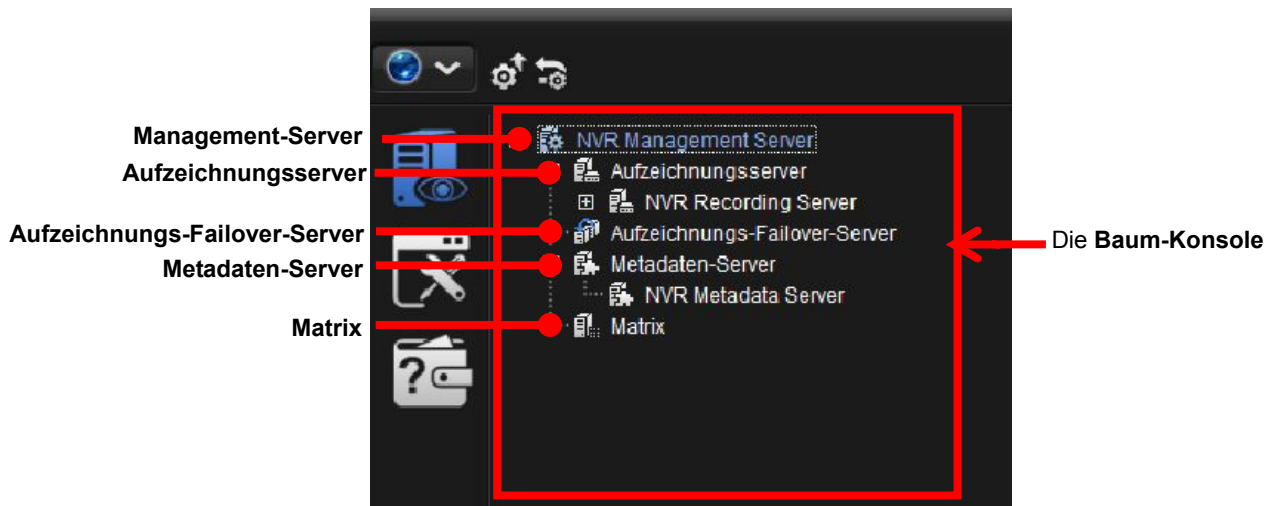 Management-Server
Aufzeichnungsserver
Aufzeichnungs-Failover-Server
Metadaten-Server
Matrix
NVR Management Server
Aufzeichnungsserver
NVR Recording Server
Aufzeichnungs-Failover-Server
Metadaten-Server
NVR Metadata Server
Matrix
Die Baum-Konsole